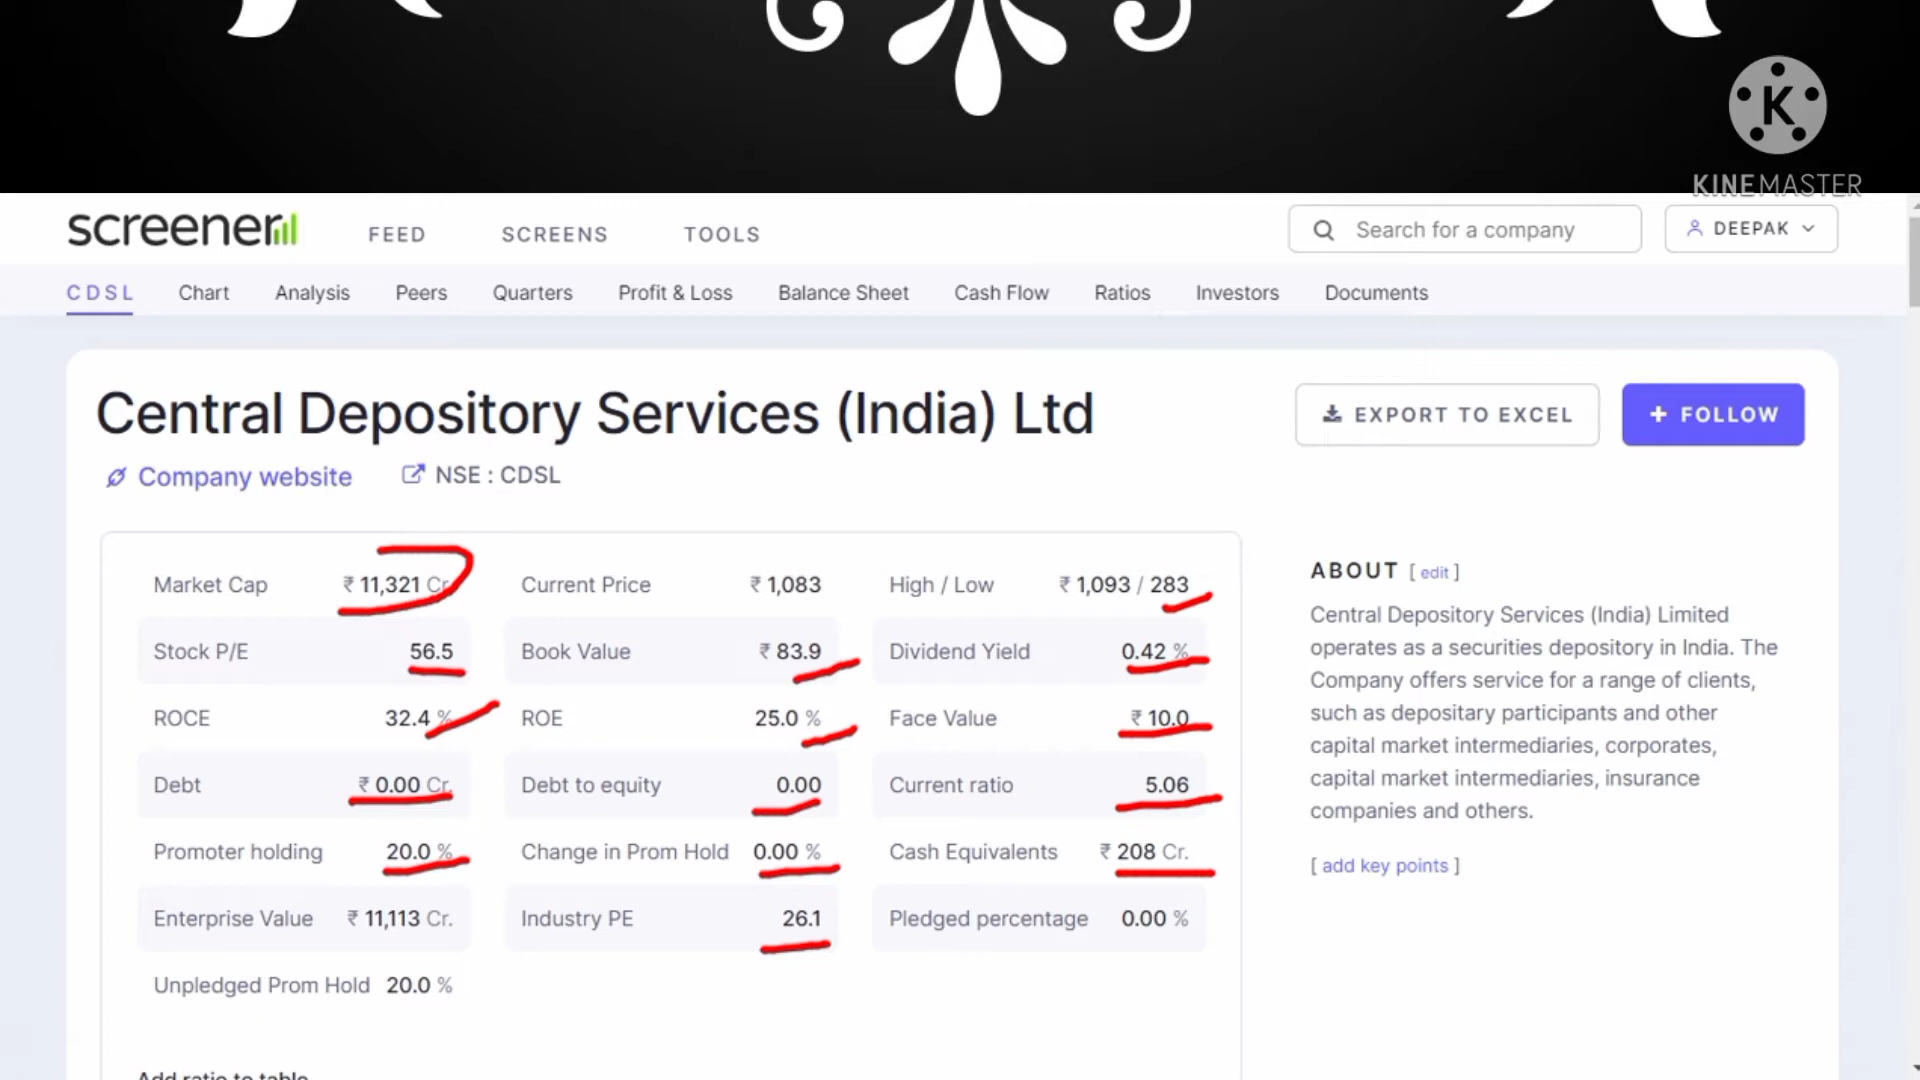 K
KINEMASTER
screener
FEED SCREENS TOOLS
Search for a company
DEEPAK
CDSL Chart Analysis Peers Quarters Profit & Loss Balance Sheet Cash Flow Ratios Investors Documents
Central Depository Services (India) Ltd
EXPORT TO EXCEL
+ FOLLOW
Company website NSE : CDSL
Market Cap ₹ 11,321 Cr.
Current Price ₹ 1,083
High / Low ₹ 1,093 / 283
Stock P/E 56.5
Book Value ₹ 83.9
Dividend Yield 0.42 %
ROCE 32.4 %
ROE 25.0 %
Face Value ₹ 10.0
Debt ₹ 0.00 Cr.
Debt to equity 0.00
Current ratio 5.06
Promoter holding 20.0 %
Change in Prom Hold 0.00 %
Cash Equivalents ₹ 208 Cr.
Enterprise Value ₹ 11,113 Cr.
Industry PE 26.1
Pledged percentage 0.00 %
Unpledged Prom Hold 20.0 %
Add ratio to table
ABOUT [ edit ]
Central Depository Services (India) Limited
operates as a securities depository in India. The
Company offers service for a range of clients,
such as depositary participants and other
capital market intermediaries, corporates,
capital market intermediaries, insurance
companies and others.
[ add key points ]